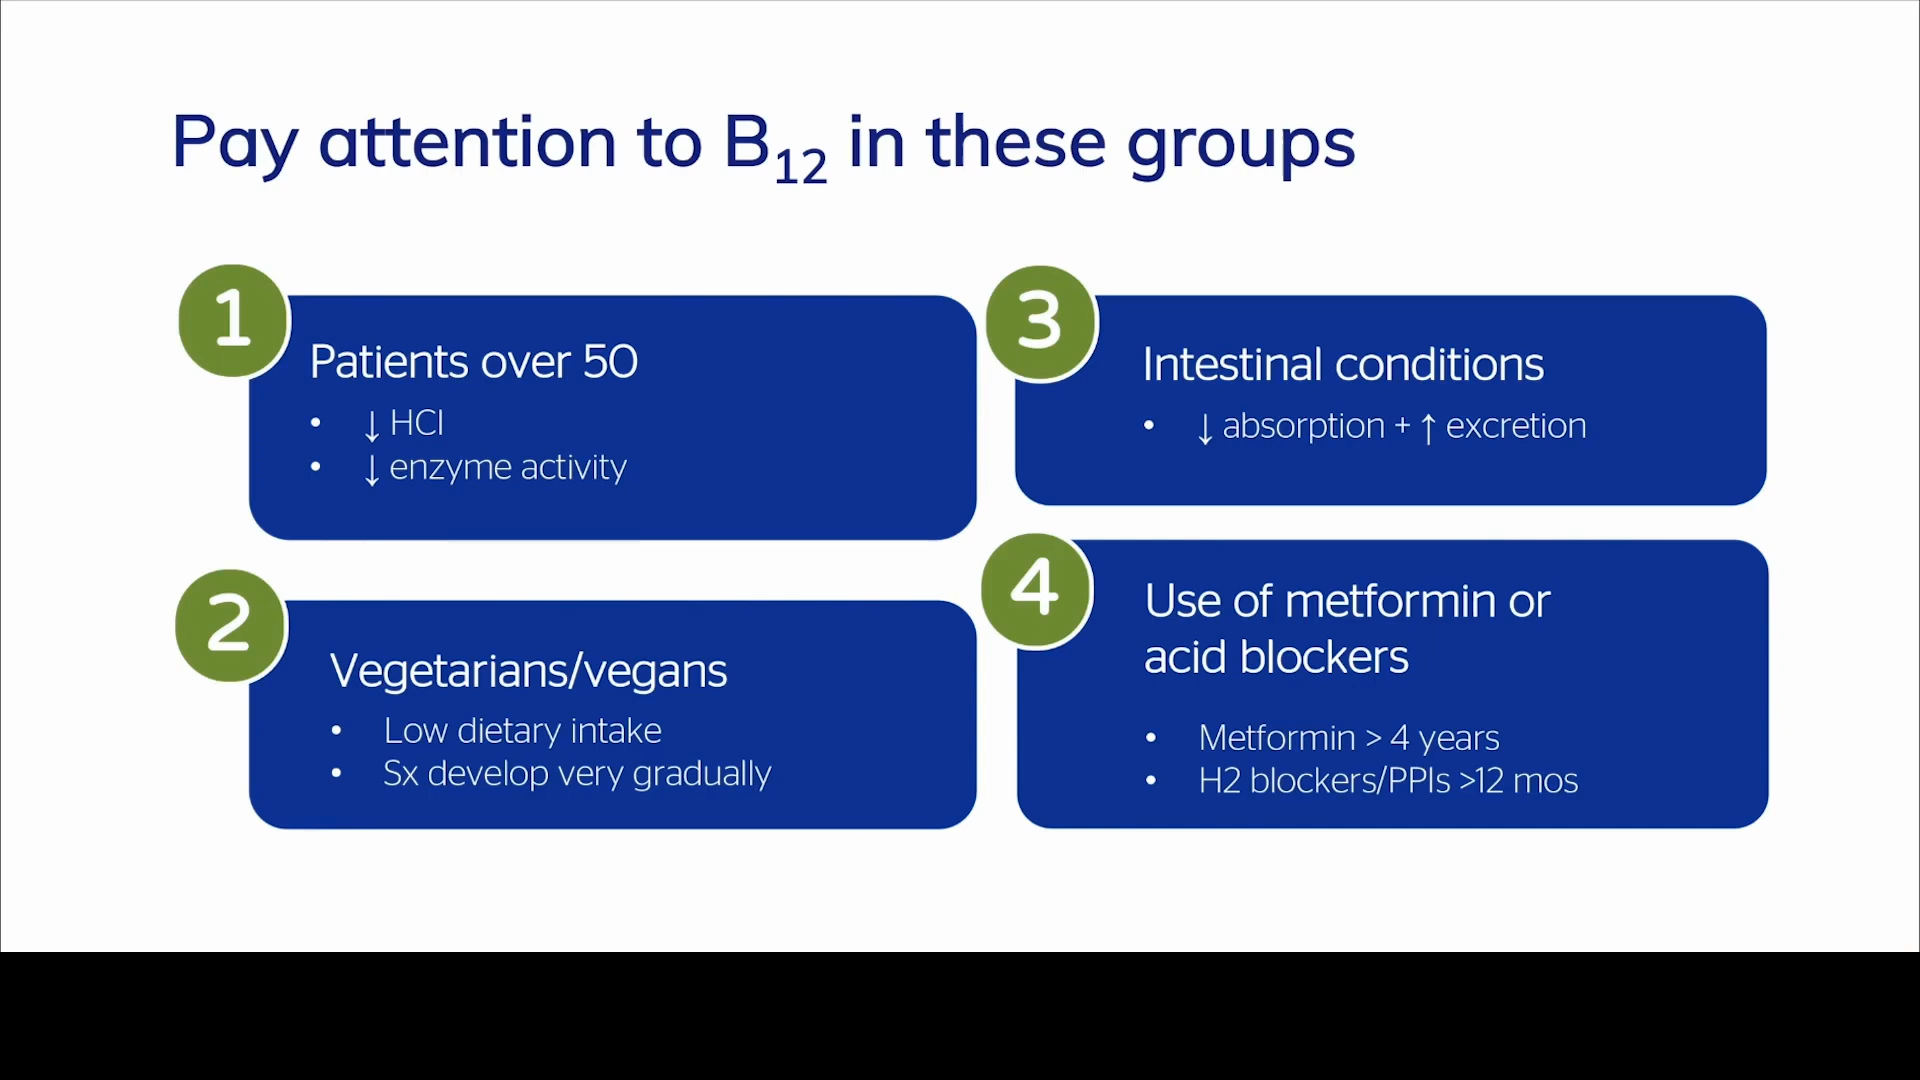 Pay attention to B₁₂ in these groups
1
Patients over 50
• ↓ HCl
• ↓ enzyme activity
2
Vegetarians/vegans
• Low dietary intake
• Sx develop very gradually
3
Intestinal conditions
• ↓ absorption + ↑ excretion
4
Use of metformin or
acid blockers
• Metformin > 4 years
• H2 blockers/PPIs >12 mos